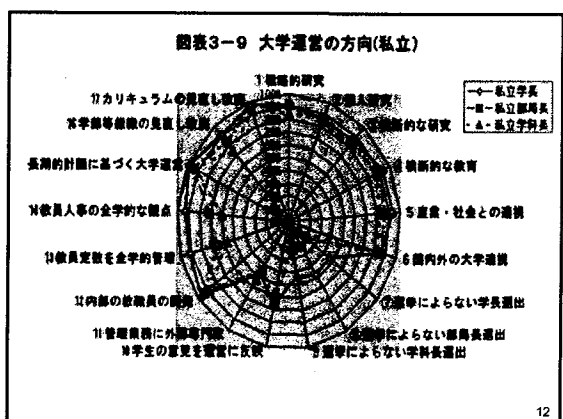 図表3-9 大学運営の方向(私立)
1 戦略的研究
横断的な研究
横断的な教育
5 産業・社会との連携
6 国内外の大学連携
選挙によらない学長選出
選挙によらない部局長選出
9 選挙によらない学科長選出
10 学生の意見を運営に反映
11 管理業務に外部専門家
12 内部の教職員の
13 教員定数を全学的管理
14 教員人事の全学的な観点
長期的計画に基づく大学運営
16 学部等組織の見直し
17 カリキュラムの見直し
私立学長
私立部局長
私立学科長
12